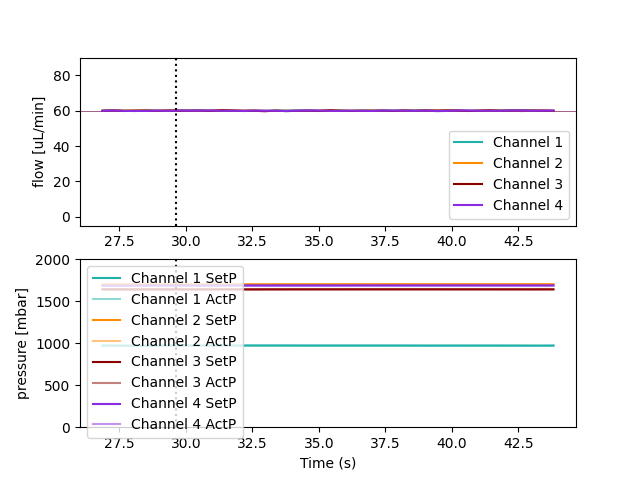 80
60
40
20
0
flow [uL/min]
Channel 1
Channel 2
Channel 3
Channel 4
27.5 30.0 32.5 35.0 37.5 40.0 42.5
2000
1500
1000
500
0
pressure [mbar]
Channel 1 SetP
Channel 1 ActP
Channel 2 SetP
Channel 2 ActP
Channel 3 SetP
Channel 3 ActP
Channel 4 SetP
Channel 4 ActP
27.5 30.0 32.5 35.0 37.5 40.0 42.5
Time (s)